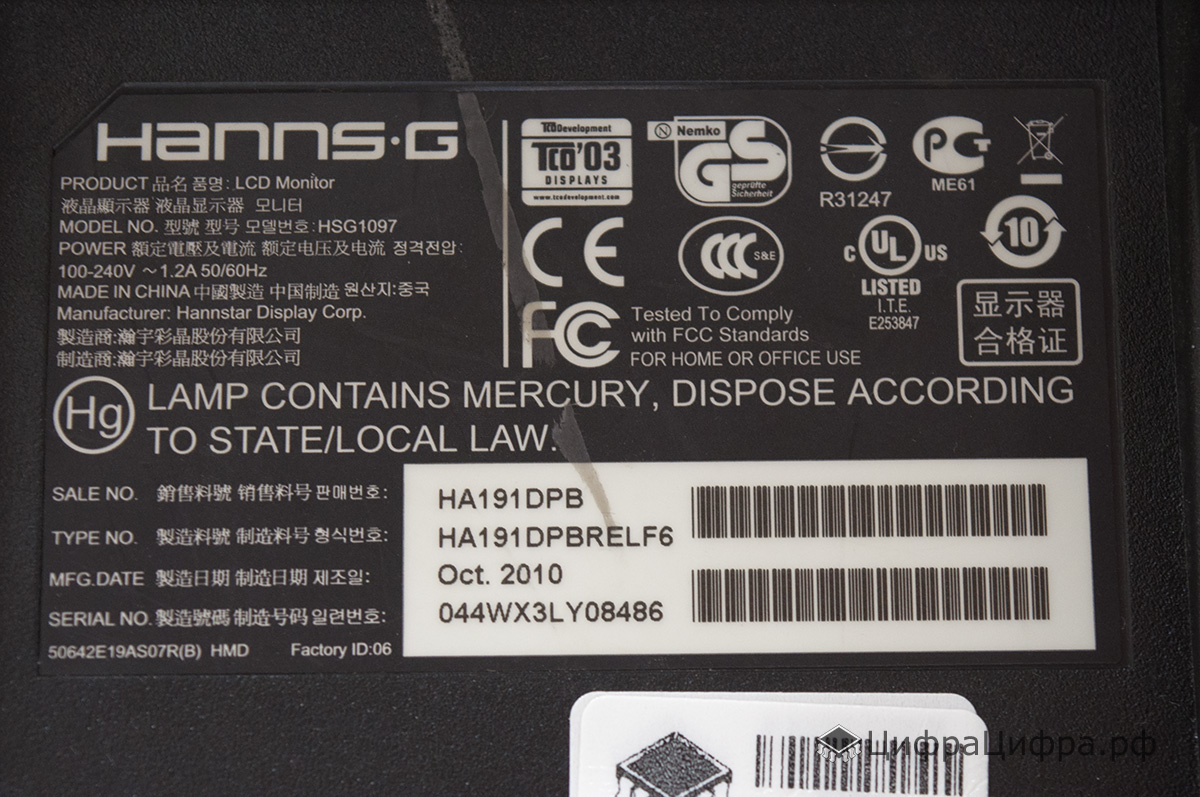 HANNS·G
PRODUCT 品名 품명: LCD Monitor
液晶顯示器 液晶显示器 모니터
MODEL NO. 型號 型号 모델번호: HSG1097
POWER 額定電壓及電流 额定电压及电流 정격전압:
100-240V ~1.2A 50/60Hz
MADE IN CHINA 中國製造 中国制造 원산지:중국
Manufacturer: Hannstar Display Corp.
製造商:瀚宇彩晶股份有限公司
制造商:瀚宇彩晶股份有限公司
TCO Development
TCO'03
DISPLAYS
www.tcodevelopment.com
N Nemko
GS
geprüfte
Sicherheit
R31247
РСТ
ME61
CE
CCC S&E
C UL US
LISTED
I.T.E.
E253847
10
FCC
Tested To Comply
with FCC Standards
FOR HOME OR OFFICE USE
显示器
合格证
Hg
LAMP CONTAINS MERCURY, DISPOSE ACCORDING
TO STATE/LOCAL LAW.
SALE NO. 銷售料號 销售料号 판매번호: HA191DPB
TYPE NO. 製造料號 制造料号 형식번호: HA191DPBRELF6
MFG.DATE 製造日期 制造日期 제조일: Oct. 2010
SERIAL NO. 製造號碼 制造号码 일련번호: 044WX3LY08486
50642E19AS07R(B) HMD Factory ID:06
ЦифраЦифра.рф